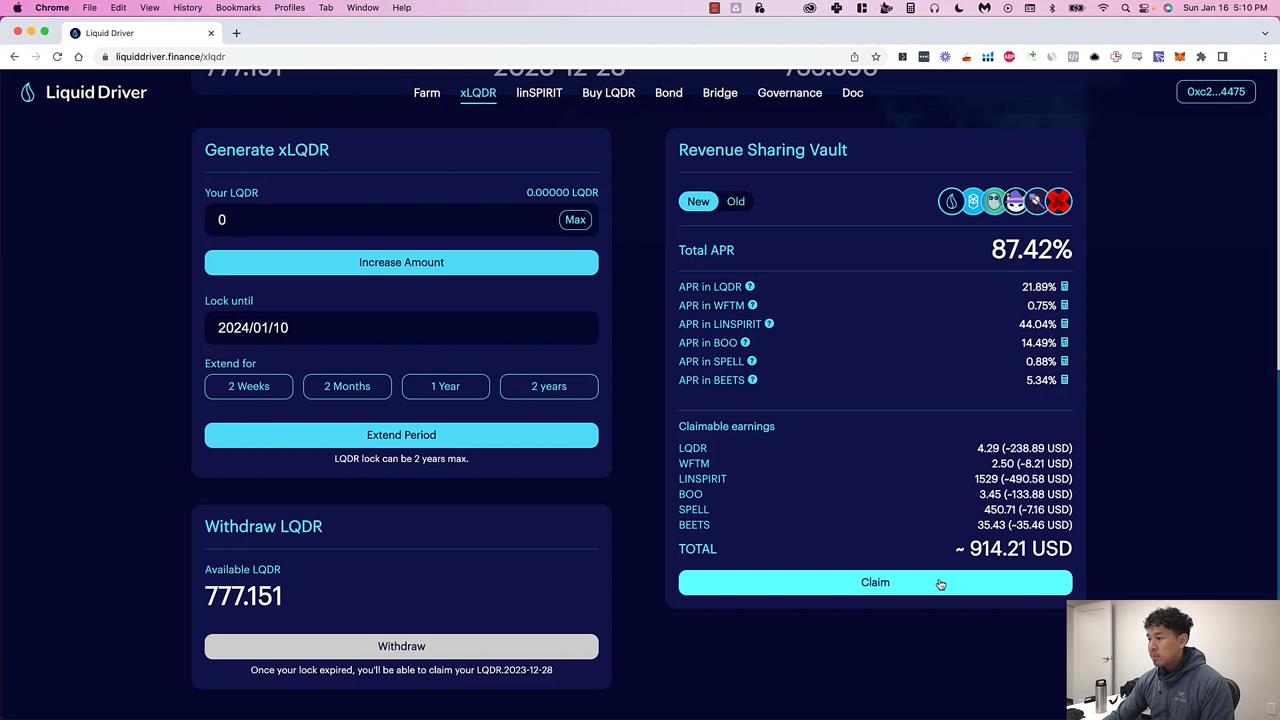 Chrome File Edit View History Bookmarks Profiles Tab Window Help Sun Jan 16 5:10 PM
Liquid Driver
liquiddriver.finance/xlqdr
777.151 2023-12-28 733.896
Liquid Driver Farm xLQDR linSPIRIT Buy LQDR Bond Bridge Governance Doc 0xc2...4475
Generate xLQDR
Your LQDR 0.00000 LQDR
0 Max
Increase Amount
Lock until
2024/01/10
Extend for
2 Weeks 2 Months 1 Year 2 years
Extend Period
LQDR lock can be 2 years max.
Withdraw LQDR
Available LQDR
777.151
Withdraw
Once your lock expired, you'll be able to claim your LQDR.2023-12-28
Revenue Sharing Vault
New Old
Total APR 87.42%
APR in LQDR ? 21.89%
APR in WFTM ? 0.75%
APR in LINSPIRIT ? 44.04%
APR in BOO ? 14.49%
APR in SPELL ? 0.88%
APR in BEETS ? 5.34%
Claimable earnings
LQDR 4.29 (~238.89 USD)
WFTM 2.50 (~8.21 USD)
LINSPIRIT 1529 (~490.58 USD)
BOO 3.45 (~133.88 USD)
SPELL 450.71 (~7.16 USD)
BEETS 35.43 (~35.46 USD)
TOTAL ~ 914.21 USD
Claim